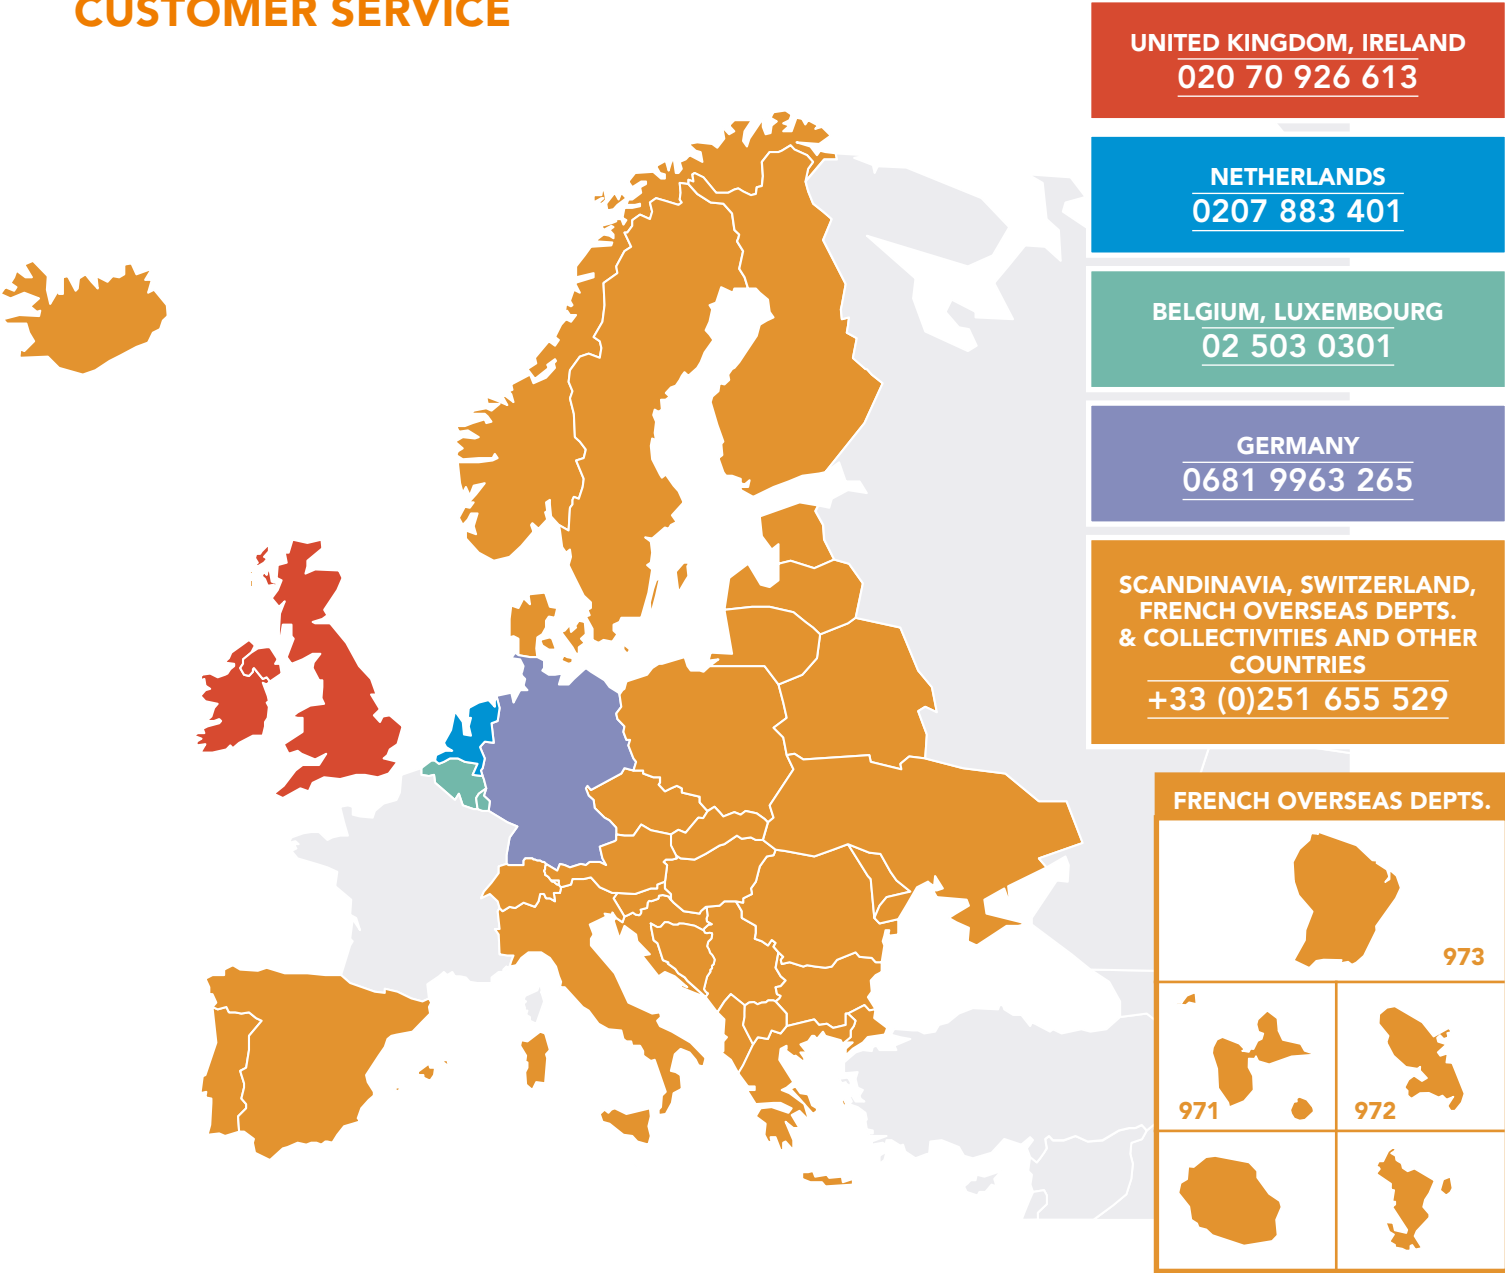 CUSTOMER SERVICE
UNITED KINGDOM, IRELAND
020 70 926 613
NETHERLANDS
0207 883 401
BELGIUM, LUXEMBOURG
02 503 0301
GERMANY
0681 9963 265
SCANDINAVIA, SWITZERLAND,
FRENCH OVERSEAS DEPTS.
& COLLECTIVITIES AND OTHER
COUNTRIES
+33 (0)251 655 529
FRENCH OVERSEAS DEPTS.
973
971
972